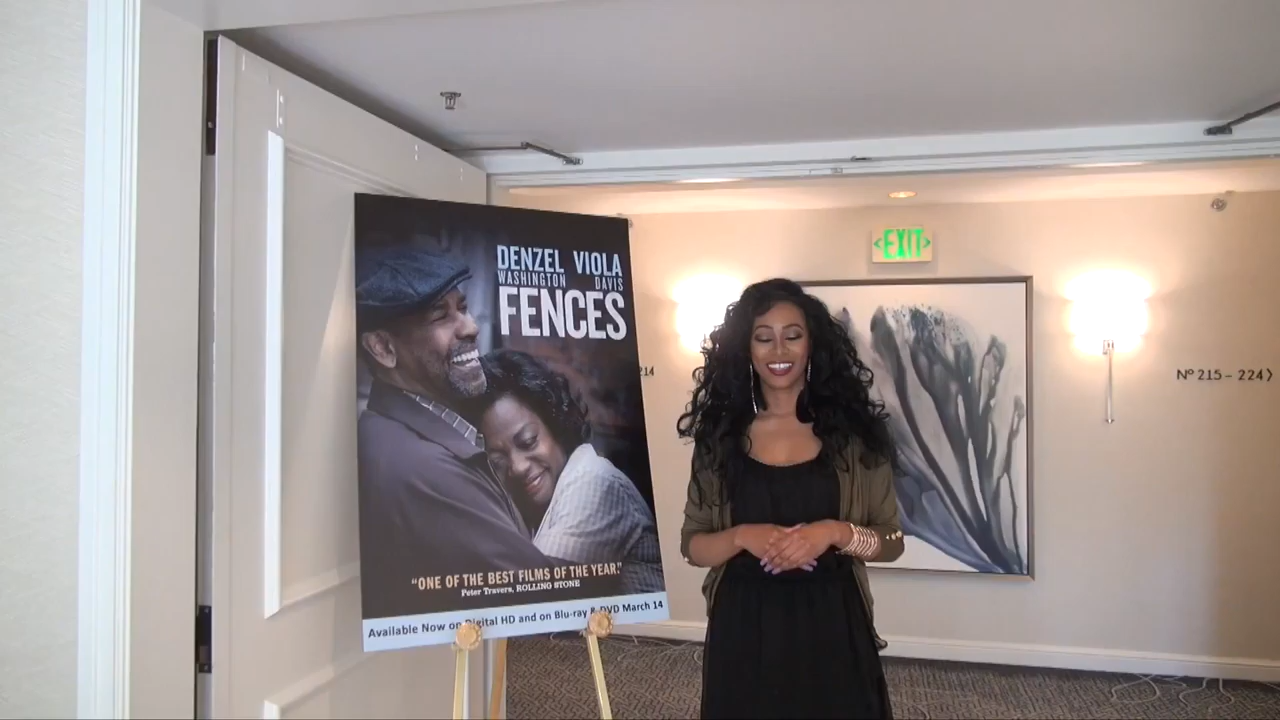 DENZEL VIOLA
WASHINGTON DAVIS
FENCES
"ONE OF THE BEST FILMS OF THE YEAR."
Peter Travers, ROLLING STONE
Available Now on Digital HD and on Blu-ray & DVD March 14
EXIT
214
Nº 215 - 224